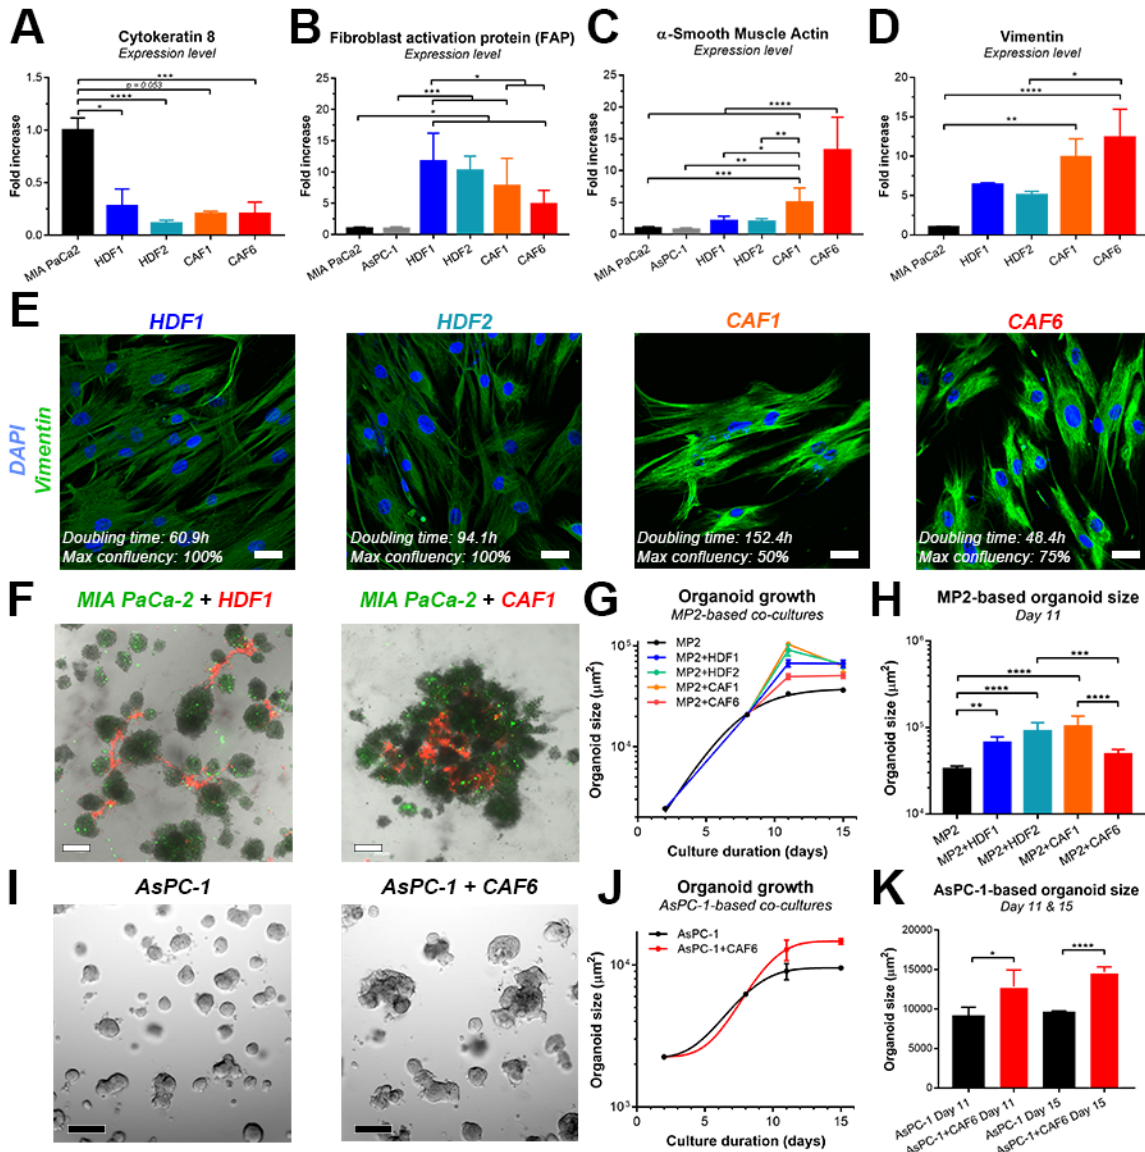 A
Cytokeratin 8
Expression level
***
p = 0.053
****
*
Fold increase
1.5
1.0
0.5
0.0
MIA PaCa2
HDF1
HDF2
CAF1
CAF6
B
Fibroblast activation protein (FAP)
Expression level
*
***
*
Fold increase
25
20
15
10
5
0
MIA PaCa2
AsPC-1
HDF1
HDF2
CAF1
CAF6
C
α-Smooth Muscle Actin
Expression level
****
**
*
**
***
Fold increase
25
20
15
10
5
0
MIA PaCa2
AsPC-1
HDF1
HDF2
CAF1
CAF6
D
Vimentin
Expression level
*
****
**
Fold increase
20
15
10
5
0
MIA PaCa2
HDF1
HDF2
CAF1
CAF6
E
DAPI
Vimentin
HDF1
Doubling time: 60.9h
Max confluency: 100%
HDF2
Doubling time: 94.1h
Max confluency: 100%
CAF1
Doubling time: 152.4h
Max confluency: 50%
CAF6
Doubling time: 48.4h
Max confluency: 75%
F
MIA PaCa-2 + HDF1
MIA PaCa-2 + CAF1
G
Organoid growth
MP2-based co-cultures
Organoid size (μm²)
10⁵
10⁴
MP2
MP2+HDF1
MP2+HDF2
MP2+CAF1
MP2+CAF6
0
5
10
15
Culture duration (days)
H
MP2-based organoid size
Day 11
Organoid size (μm²)
10⁶
10⁵
10⁴
***
****
****
****
**
MP2
MP2+HDF1
MP2+HDF2
MP2+CAF1
MP2+CAF6
I
AsPC-1
AsPC-1 + CAF6
J
Organoid growth
AsPC-1-based co-cultures
Organoid size (μm²)
10⁴
10³
AsPC-1
AsPC-1+CAF6
0
5
10
15
Culture duration (days)
K
AsPC-1-based organoid size
Day 11 & 15
Organoid size (μm²)
20000
15000
10000
5000
0
*
****
AsPC-1 Day 11
AsPC-1+CAF6 Day 11
AsPC-1 Day 15
AsPC-1+CAF6 Day 15